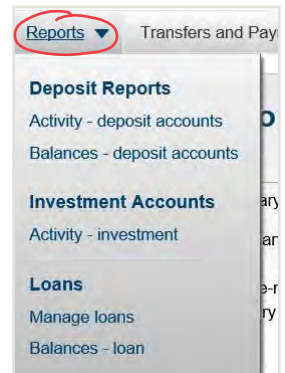 Reports ▼ Transfers and Pay
Deposit Reports
Activity - deposit accounts
Balances - deposit accounts
Investment Accounts
Activity - investment
Loans
Manage loans
Balances - loan